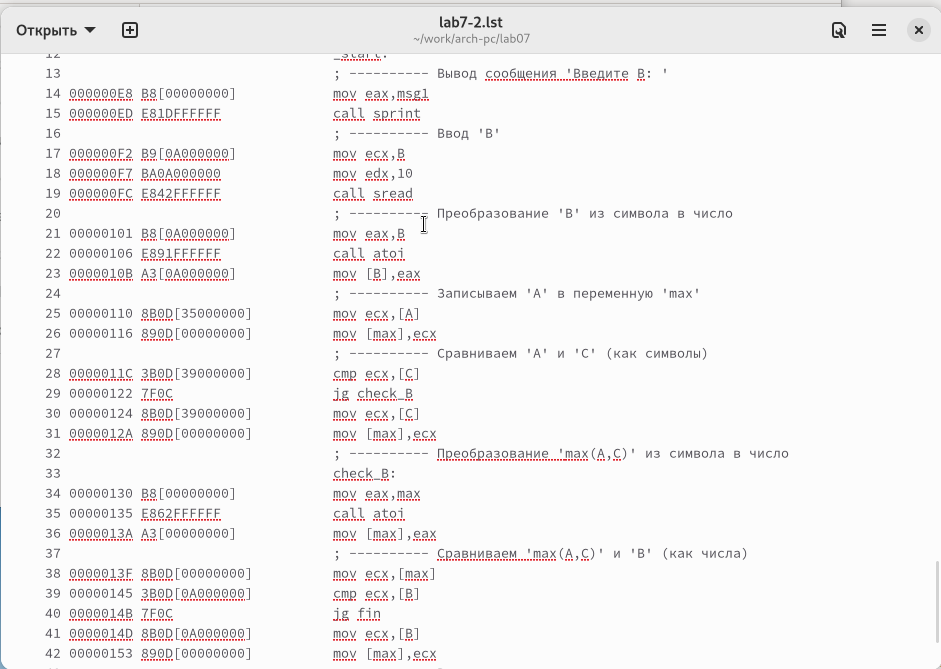 Открыть
lab7-2.lst
~/work/arch-pc/lab07
12 _start:
13 ; ---------- Вывод сообщения 'Введите B: '
14 000000E8 B8[00000000] mov eax,msg1
15 000000ED E81DFFFFFF call sprint
16 ; ---------- Ввод 'B'
17 000000F2 B9[0A000000] mov ecx,B
18 000000F7 BA0A000000 mov edx,10
19 000000FC E842FFFFFF call sread
20 ; ---------- Преобразование 'B' из символа в число
21 00000101 B8[0A000000] mov eax,B
22 00000106 E891FFFFFF call atoi
23 0000010B A3[0A000000] mov [B],eax
24 ; ---------- Записываем 'A' в переменную 'max'
25 00000110 8B0D[35000000] mov ecx,[A]
26 00000116 890D[00000000] mov [max],ecx
27 ; ---------- Сравниваем 'A' и 'C' (как символы)
28 0000011C 3B0D[39000000] cmp ecx,[C]
29 00000122 7F0C jg check_B
30 00000124 8B0D[39000000] mov ecx,[C]
31 0000012A 890D[00000000] mov [max],ecx
32 ; ---------- Преобразование 'max(A,C)' из символа в число
33 check_B:
34 00000130 B8[00000000] mov eax,max
35 00000135 E862FFFFFF call atoi
36 0000013A A3[00000000] mov [max],eax
37 ; ---------- Сравниваем 'max(A,C)' и 'B' (как числа)
38 0000013F 8B0D[00000000] mov ecx,[max]
39 00000145 3B0D[0A000000] cmp ecx,[B]
40 0000014B 7F0C jg fin
41 0000014D 8B0D[0A000000] mov ecx,[B]
42 00000153 890D[00000000] mov [max],ecx